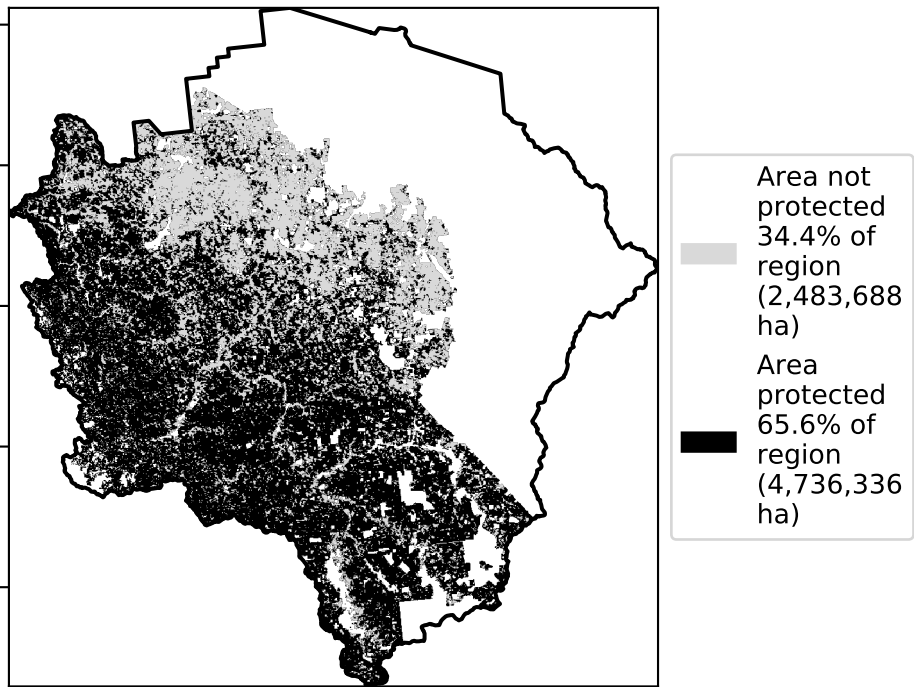 Area not
protected
34.4% of
region
(2,483,688
ha)
Area
protected
65.6% of
region
(4,736,336
ha)